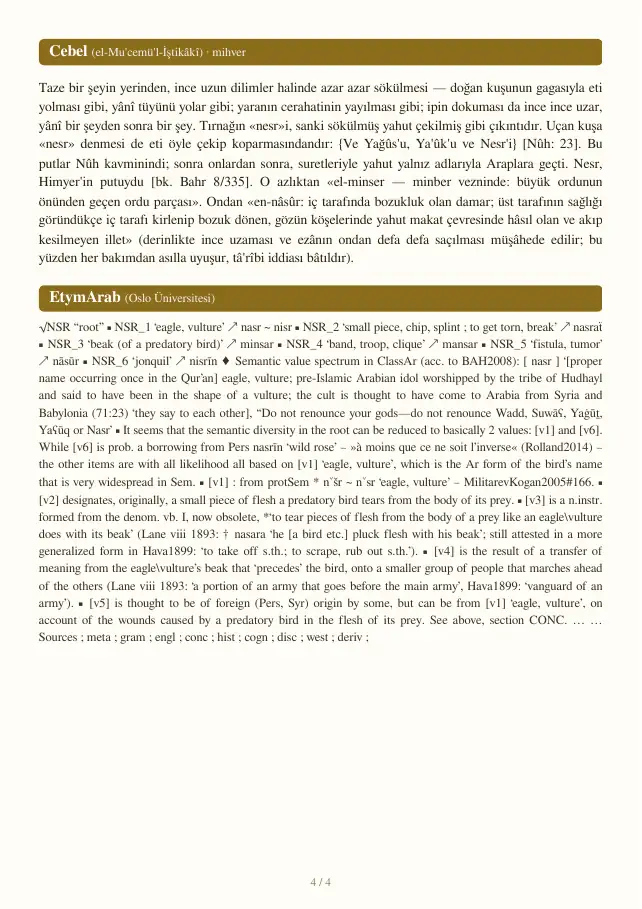 Cebel (el-Mu'cemü'l-İştikâkî) · mihver
Taze bir şeyin yerinden, ince uzun dilimler halinde azar azar sökülmesi — doğan kuşunun gagasıyla eti
yolması gibi, yânî tüyünü yolar gibi; yaranın cerahatinin yayılması gibi; ipin dokuması da ince ince uzar,
yânî bir şeyden sonra bir şey. Tırnağın «nesr»i, sanki sökülmüş yahut çekilmiş gibi çıkıntıdır. Uçan kuşa
«nesr» denmesi de eti öyle çekip koparmasındandır: {Ve Yağûs'u, Ya'ûk'u ve Nesr'i} [Nûh: 23]. Bu
putlar Nûh kavminindi; sonra onlardan sonra, suretleriyle yahut yalnız adlarıyla Araplara geçti. Nesr,
Himyer'in putuydu [bk. Bahr 8/335]. O azlıktan «el-minser — minber vezninde: büyük ordunun
önünden geçen ordu parçası». Ondan «en-nâsûr: iç tarafında bozukluk olan damar; üst tarafının sağlığı
göründükçe iç tarafı kirlenip bozuk dönen, gözün köşelerinde yahut makat çevresinde hâsıl olan ve akıp
kesilmeyen illet» (derinlikte ince uzaması ve ezânın ondan defa defa saçılması müşâhede edilir; bu
yüzden her bakımdan asılla uyuşur, tâ'rîbi iddiası bâtıldır).
EtymArab (Oslo Üniversitesi)
√NSR “root” ▪ NSR_1 ‘eagle, vulture’ ↗ nasr ~ nisr ▪ NSR_2 ‘small piece, chip, splint ; to get torn, break’ ↗ nasraẗ
▪ NSR_3 ‘beak (of a predatory bird)’ ↗ minsar ▪ NSR_4 ‘band, troop, clique’ ↗ mansar ▪ NSR_5 ‘fistula, tumor’
↗ nāsūr ▪ NSR_6 ‘jonquil’ ↗ nisrīn ♦ Semantic value spectrum in ClassAr (acc. to BAH2008): [ nasr ] ‘[proper
name occurring once in the Qurʾan] eagle, vulture; pre-Islamic Arabian idol worshipped by the tribe of Hudhayl
and said to have been in the shape of a vulture; the cult is thought to have come to Arabia from Syria and
Babylonia (71:23) ‘they say to each other], “Do not renounce your gods—do not renounce Wadd, Suwāʕ, Yaġūṯ,
Yaʕūq or Nasr’ ▪ It seems that the semantic diversity in the root can be reduced to basically 2 values: [v1] and [v6].
While [v6] is prob. a borrowing from Pers nasrīn ‘wild rose’ – »à moins que ce ne soit l’inverse« (Rolland2014) –
the other items are with all likelihood all based on [v1] ‘eagle, vulture’, which is the Ar form of the bird’s name
that is very widespread in Sem. ▪ [v1] : from protSem * nˇšr ~ nˇsr ‘eagle, vulture’ – MilitarevKogan2005#166. ▪
[v2] designates, originally, a small piece of flesh a predatory bird tears from the body of its prey. ▪ [v3] is a n.instr.
formed from the denom. vb. I, now obsolete, *‘to tear pieces of flesh from the body of a prey like an eagle\vulture
does with its beak’ (Lane viii 1893: † nasara ‘he [a bird etc.] pluck flesh with his beak’; still attested in a more
generalized form in Hava1899: ‘to take off s.th.; to scrape, rub out s.th.’). ▪ [v4] is the result of a transfer of
meaning from the eagle\vulture’s beak that ‘precedes’ the bird, onto a smaller group of people that marches ahead
of the others (Lane viii 1893: ‘a portion of an army that goes before the main army’, Hava1899: ‘vanguard of an
army’). ▪ [v5] is thought to be of foreign (Pers, Syr) origin by some, but can be from [v1] ‘eagle, vulture’, on
account of the wounds caused by a predatory bird in the flesh of its prey. See above, section CONC. … …
Sources ; meta ; gram ; engl ; conc ; hist ; cogn ; disc ; west ; deriv ;
4 / 4